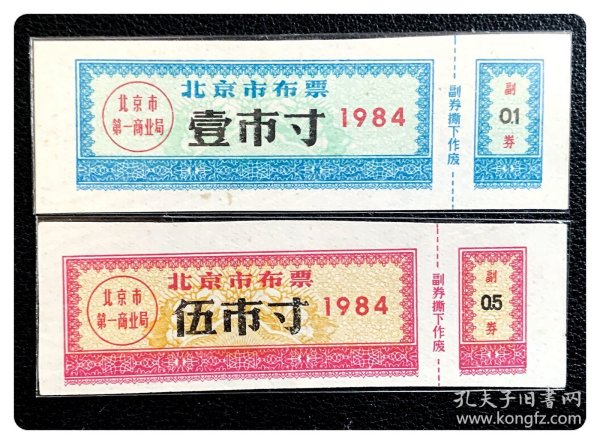 北京市布票
北京市
第一商业局
壹市寸
1984
副券撕下作废
副
0.1
券
北京市布票
北京市
第一商业局
伍市寸
1984
副券撕下作废
副
0.5
券
孔夫子旧书网
www.kongfz.com